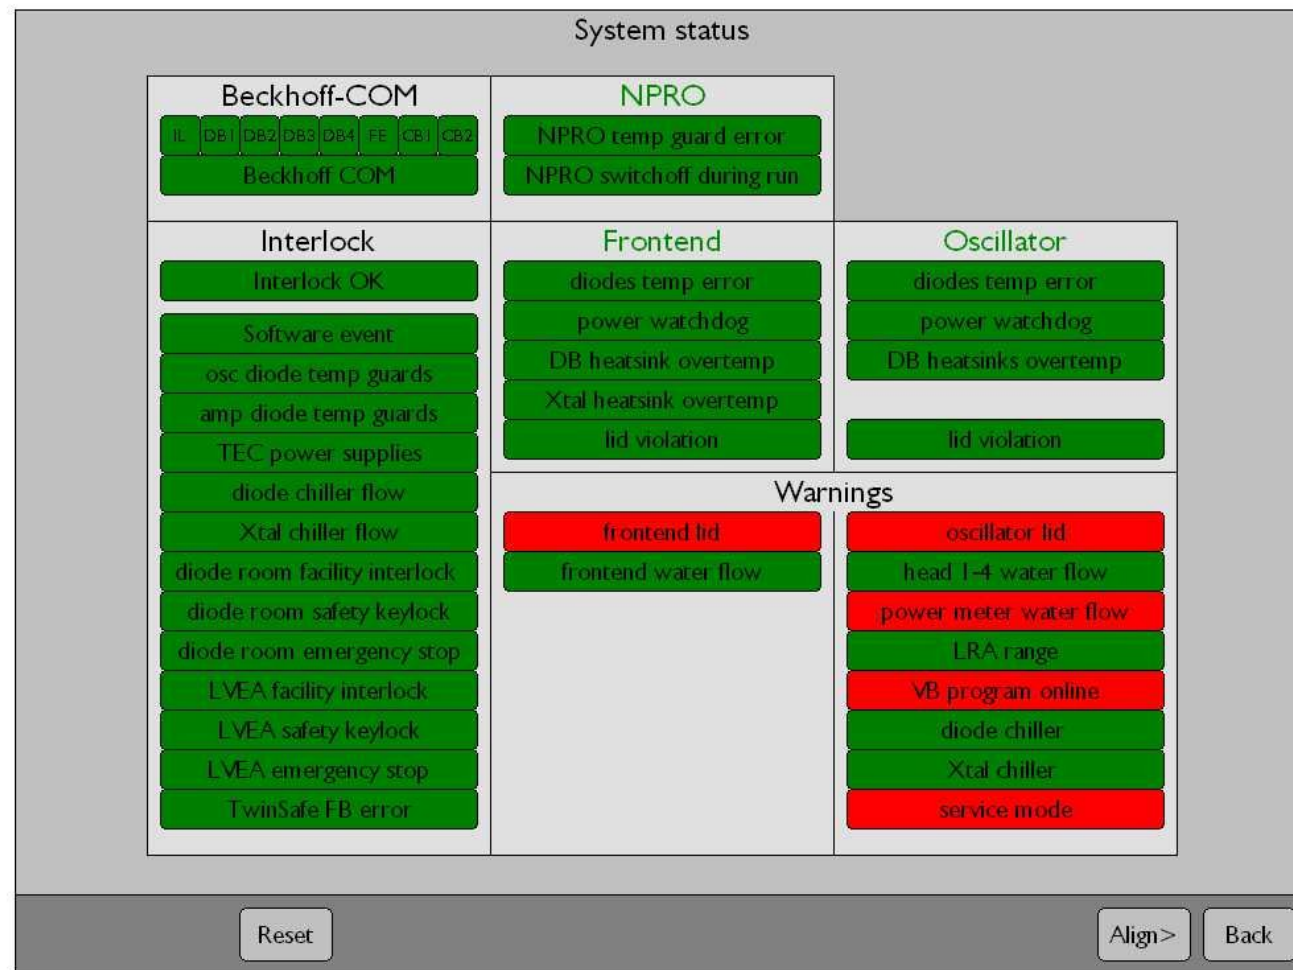 System status
Beckhoff-COM
IL DB1 DB2 DB3 DB4 FE CB1 CB2
Beckhoff COM
NPRO
NPRO temp guard error
NPRO switchoff during run
Interlock
Interlock OK
Software event
osc diode temp guards
amp diode temp guards
TEC power supplies
diode chiller flow
Xtal chiller flow
diode room facility interlock
diode room safety keylock
diode room emergency stop
LVEA facility interlock
LVEA safety keylock
LVEA emergency stop
TwinSafe FB error
Frontend
diodes temp error
power watchdog
DB heatsink overtemp
Xtal heatsink overtemp
lid violation
Oscillator
diodes temp error
power watchdog
DB heatsinks overtemp
lid violation
Warnings
frontend lid
frontend water flow
oscillator lid
head 1-4 water flow
power meter water flow
LRA range
VB program online
diode chiller
Xtal chiller
service mode
Reset
Align>
Back